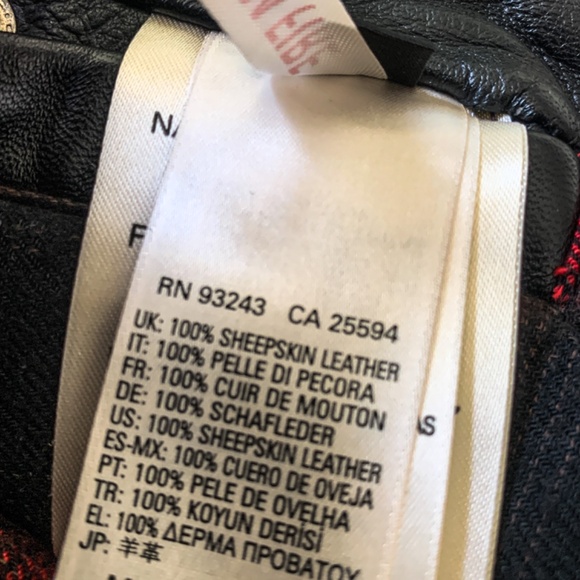 RN 93243 CA 25594
UK: 100% SHEEPSKIN LEATHER
IT: 100% PELLE DI PECORA
FR: 100% CUIR DE MOUTON
DE: 100% SCHAFLEDER
US: 100% SHEEPSKIN LEATHER
ES-MX: 100% CUERO DE OVEJA
PT: 100% PELE DE OVELHA
TR: 100% KOYUN DERİSİ
EL: 100% ΔΕΡΜΑ ΠΡΟΒΑΤΟΥ
JP: 羊革